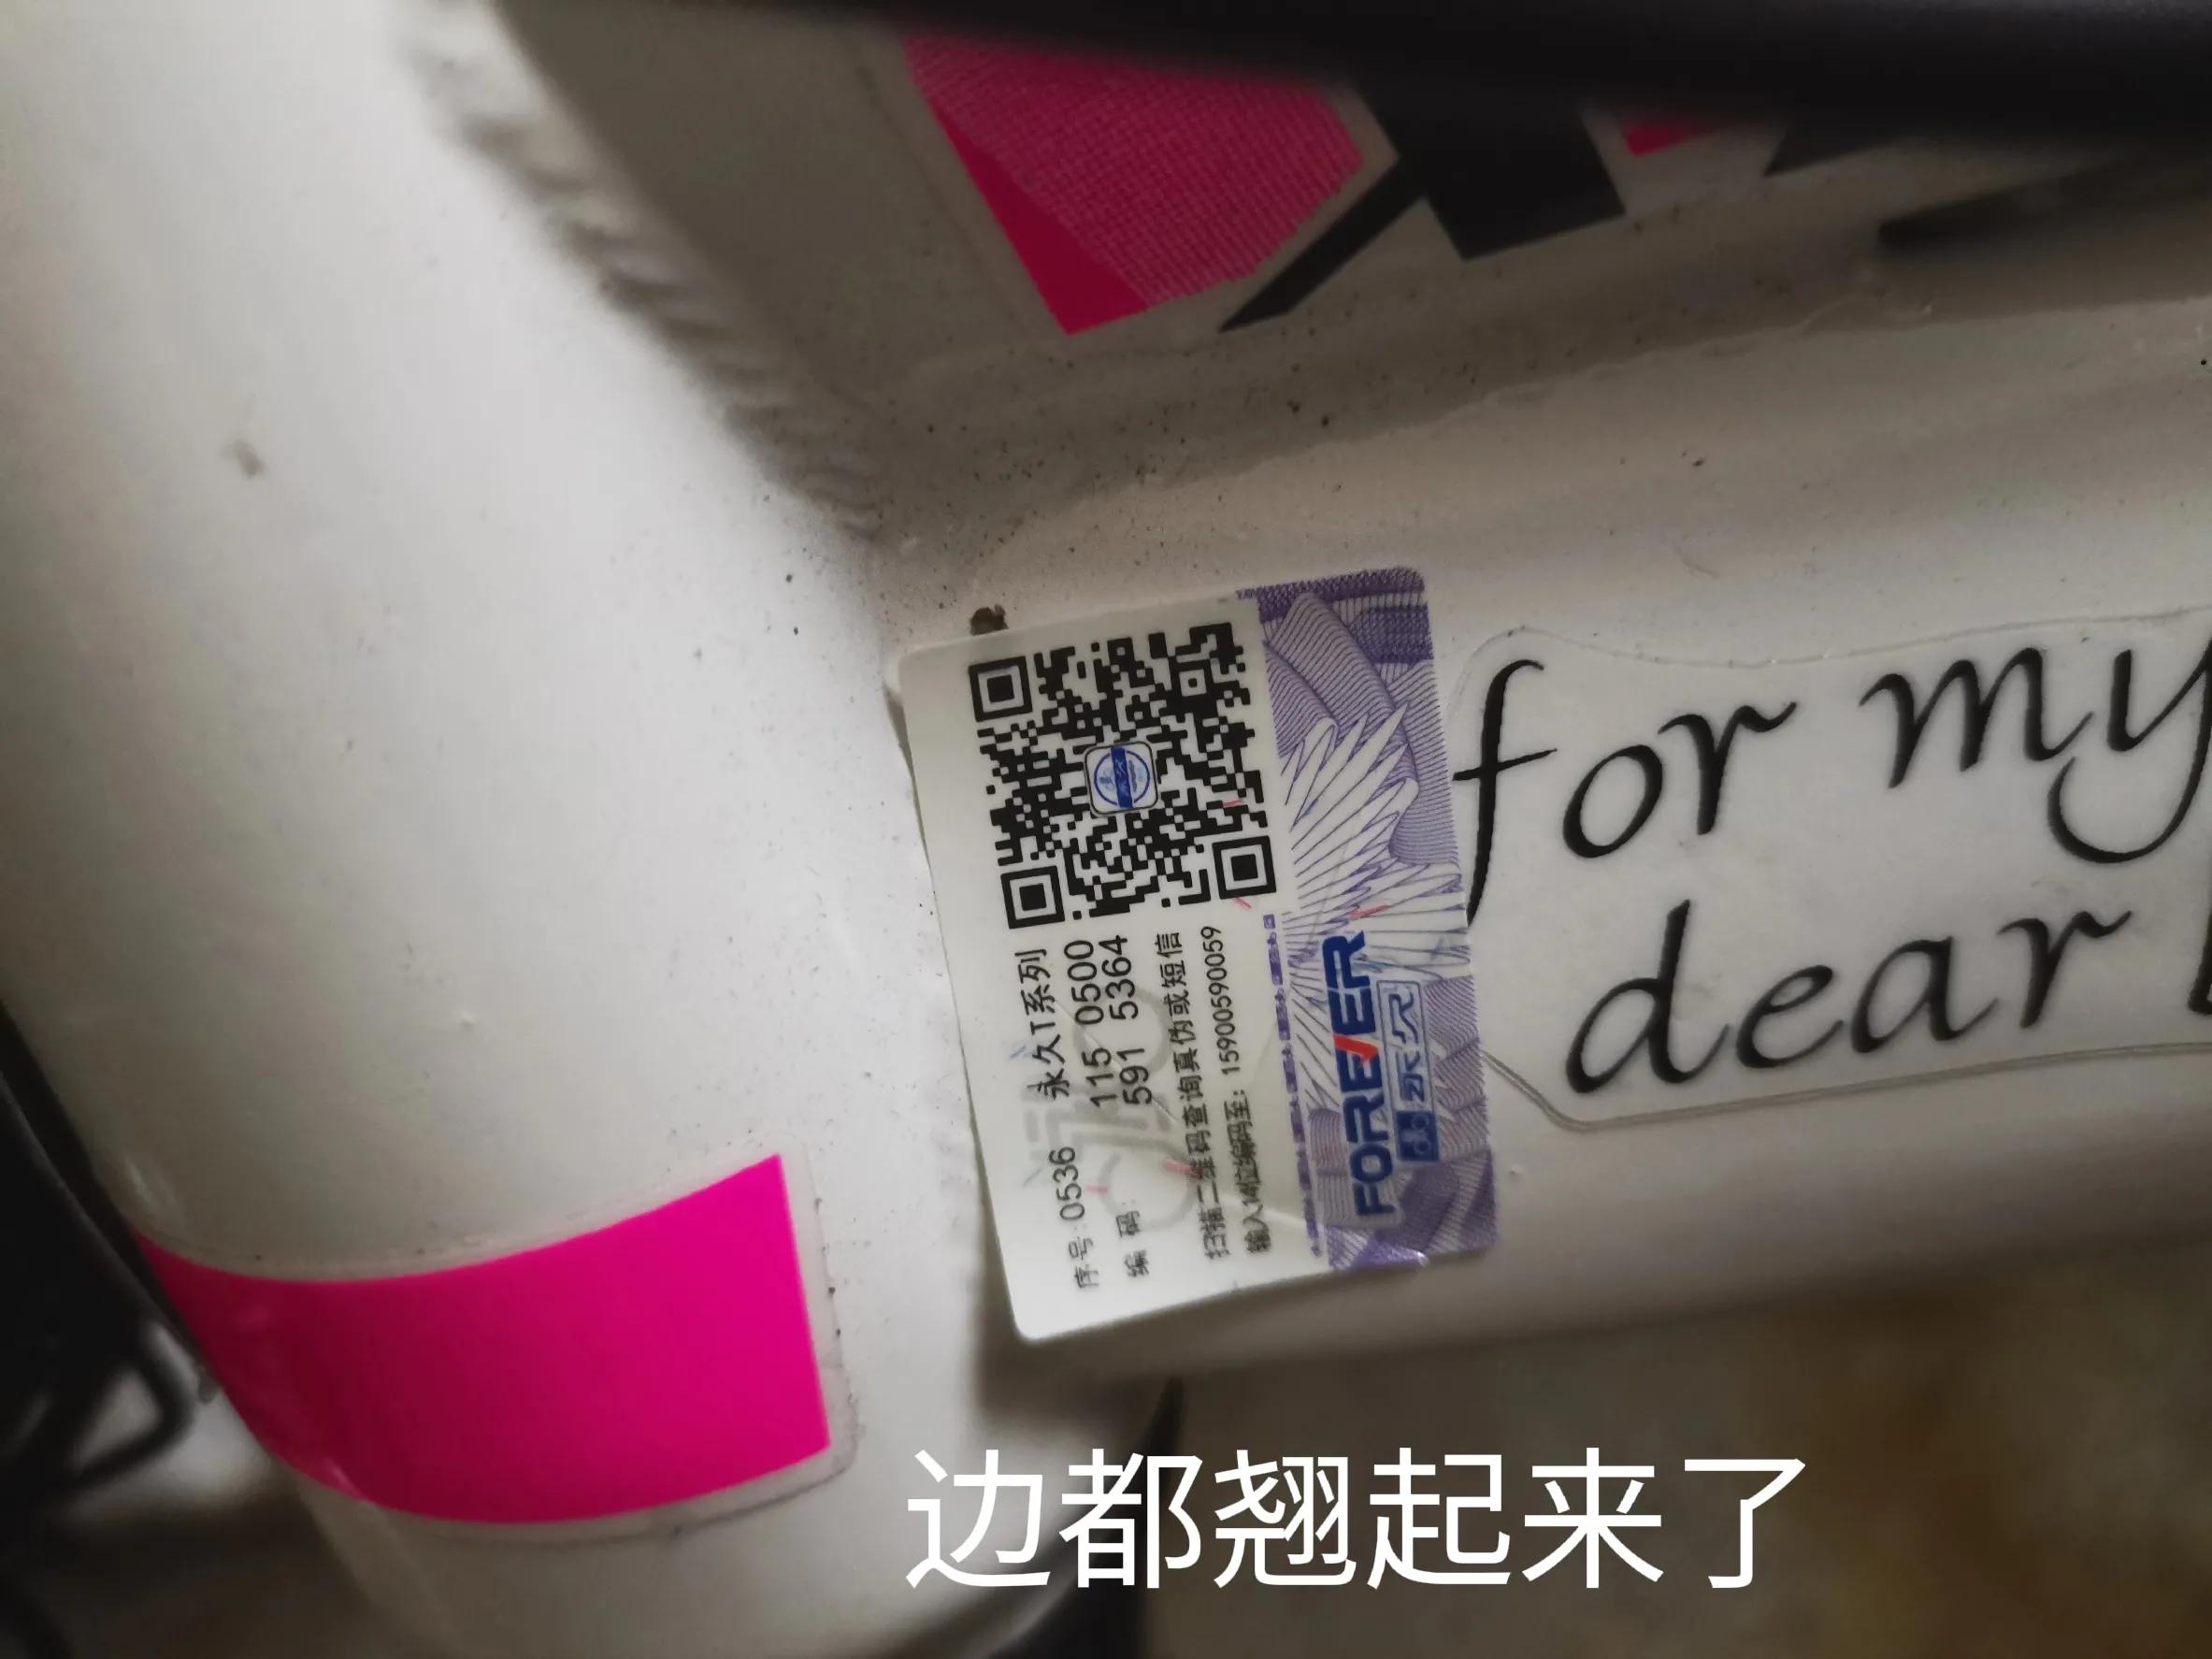 序号:0536 永久T系列
编 码: 115 0500
591 5364
扫描二维码查询真伪或短信
输入14位编码至: 1590059​0059
FOREVER
永久
for my
dear
边都翘起来了